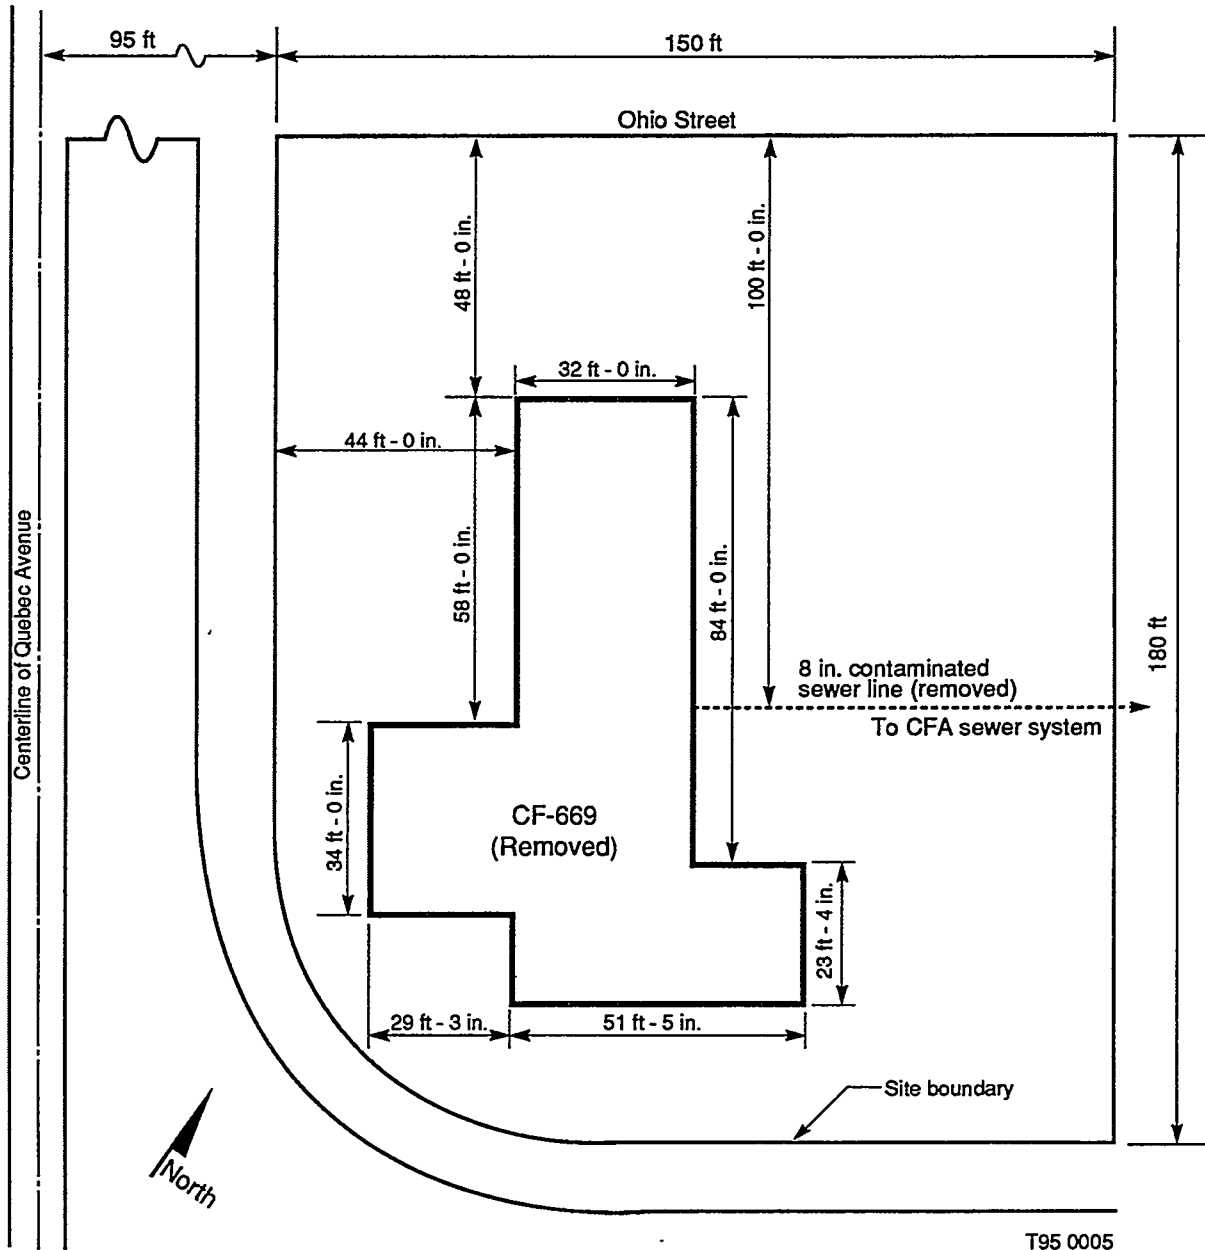 95 ft
150 ft
Ohio Street
48 ft - 0 in.
100 ft - 0 in.
32 ft - 0 in.
44 ft - 0 in.
58 ft - 0 in.
84 ft - 0 in.
Centerline of Quebec Avenue
180 ft
8 in. contaminated
sewer line (removed)
To CFA sewer system
34 ft - 0 in.
CF-669
(Removed)
23 ft - 4 in.
29 ft - 3 in.
51 ft - 5 in.
Site boundary
North
T95 0005